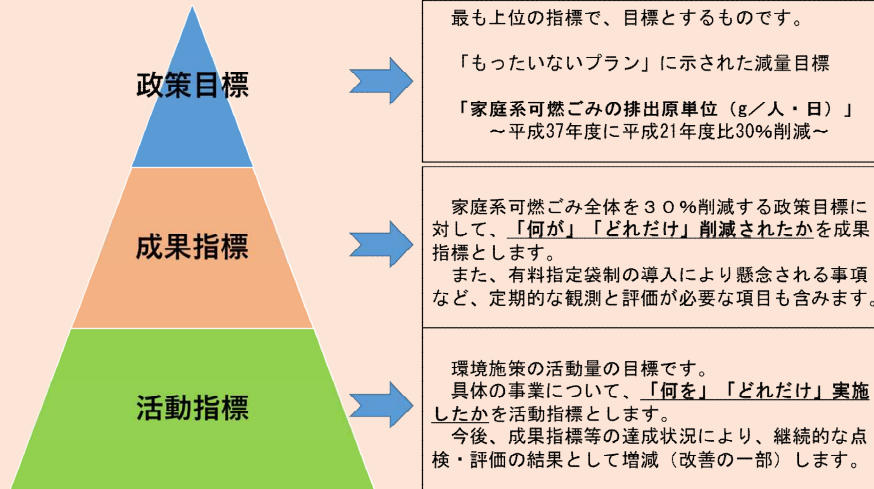 政策目標
最も上位の指標で、目標とするものです。
「もったいないプラン」に示された減量目標
「家庭系可燃ごみの排出原単位（g／人・日）」
～平成37年度に平成21年度比30%削減～
成果指標
家庭系可燃ごみ全体を３０％削減する政策目標に
対して、「何が」「どれだけ」削減されたかを成果
指標とします。
また、有料指定袋制の導入により懸念される事項
など、定期的な観測と評価が必要な項目も含みます。
活動指標
環境施策の活動量の目標です。
具体の事業について、「何を」「どれだけ」実施
したかを活動指標とします。
今後、成果指標等の達成状況により、継続的な点
検・評価の結果として増減（改善の一部）します。